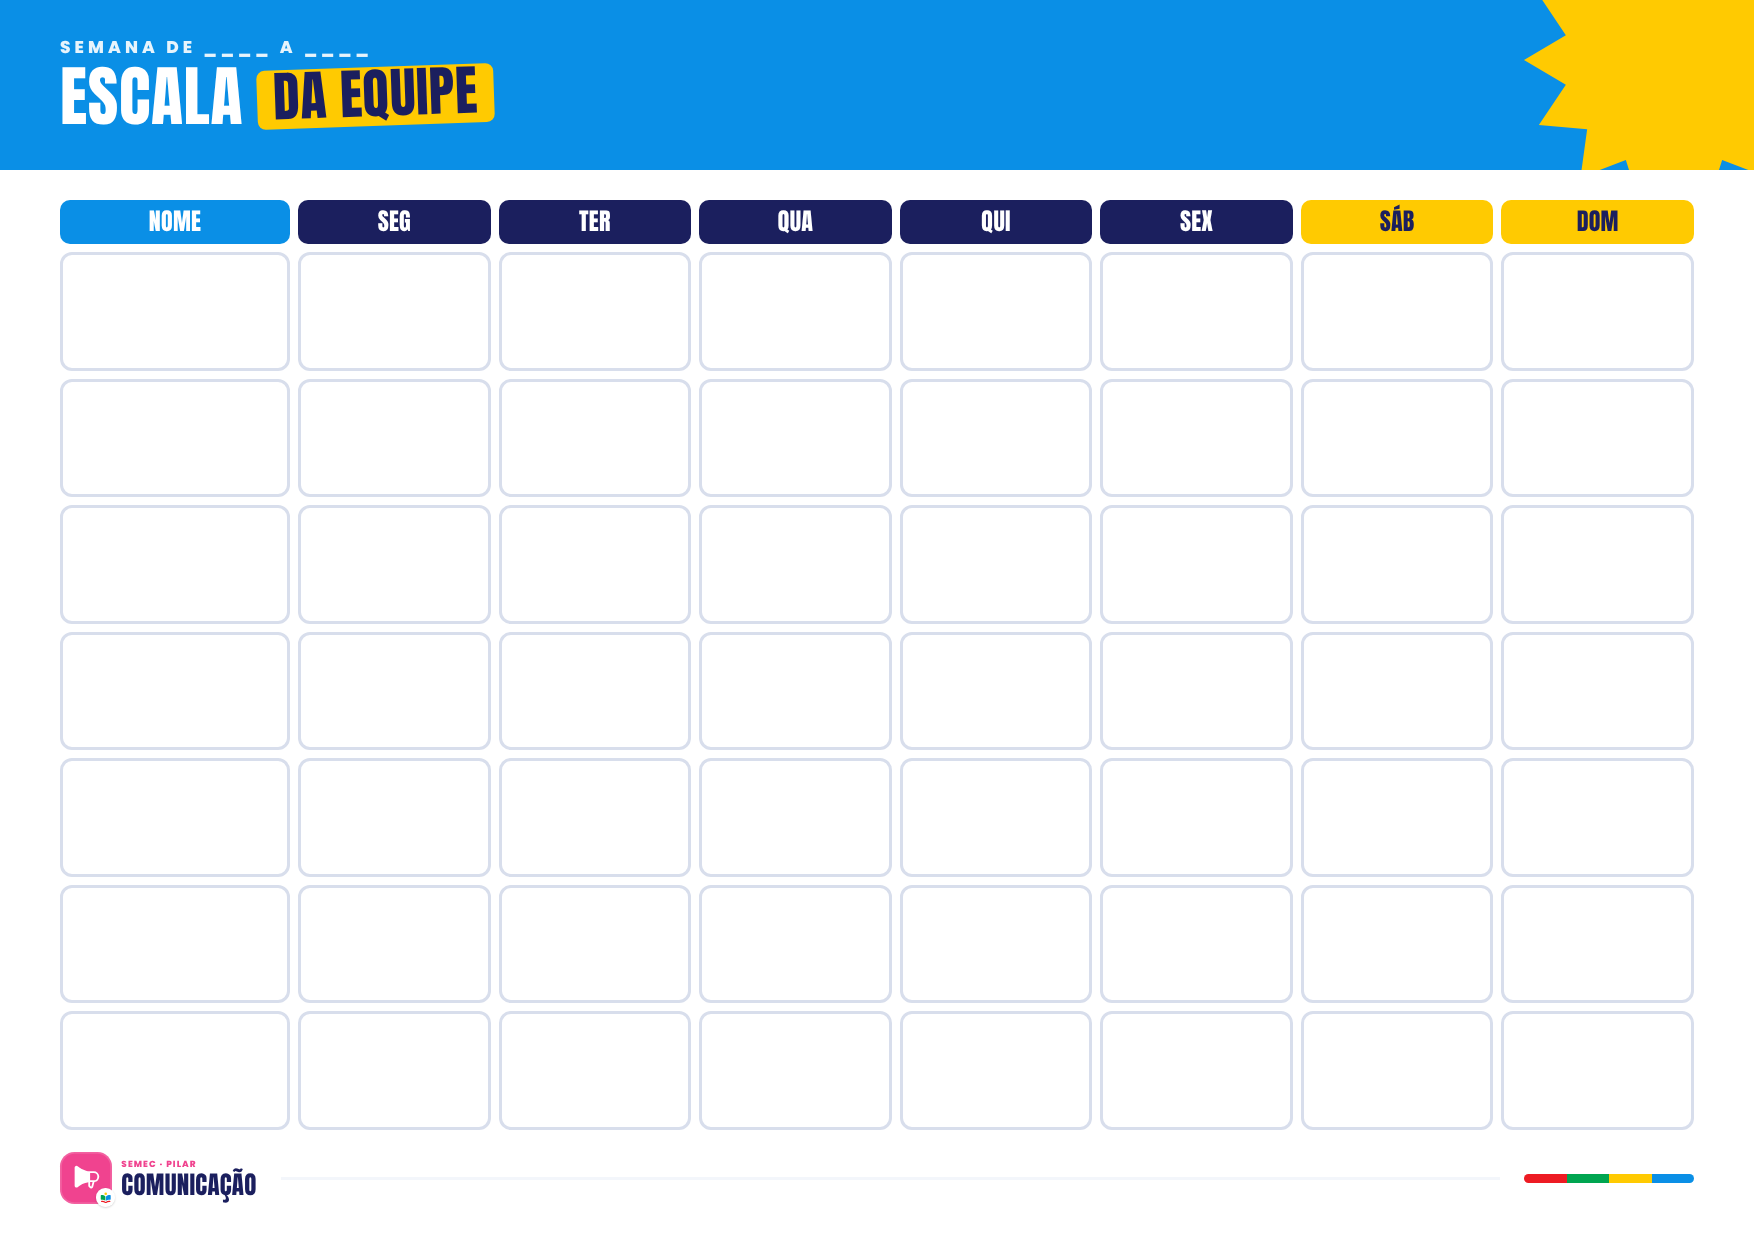 SEMANA DE ____ A ____
ESCALA DA EQUIPE
NOME SEG TER QUA QUI SEX SÁB DOM
SEMEC · PILAR
COMUNICAÇÃO